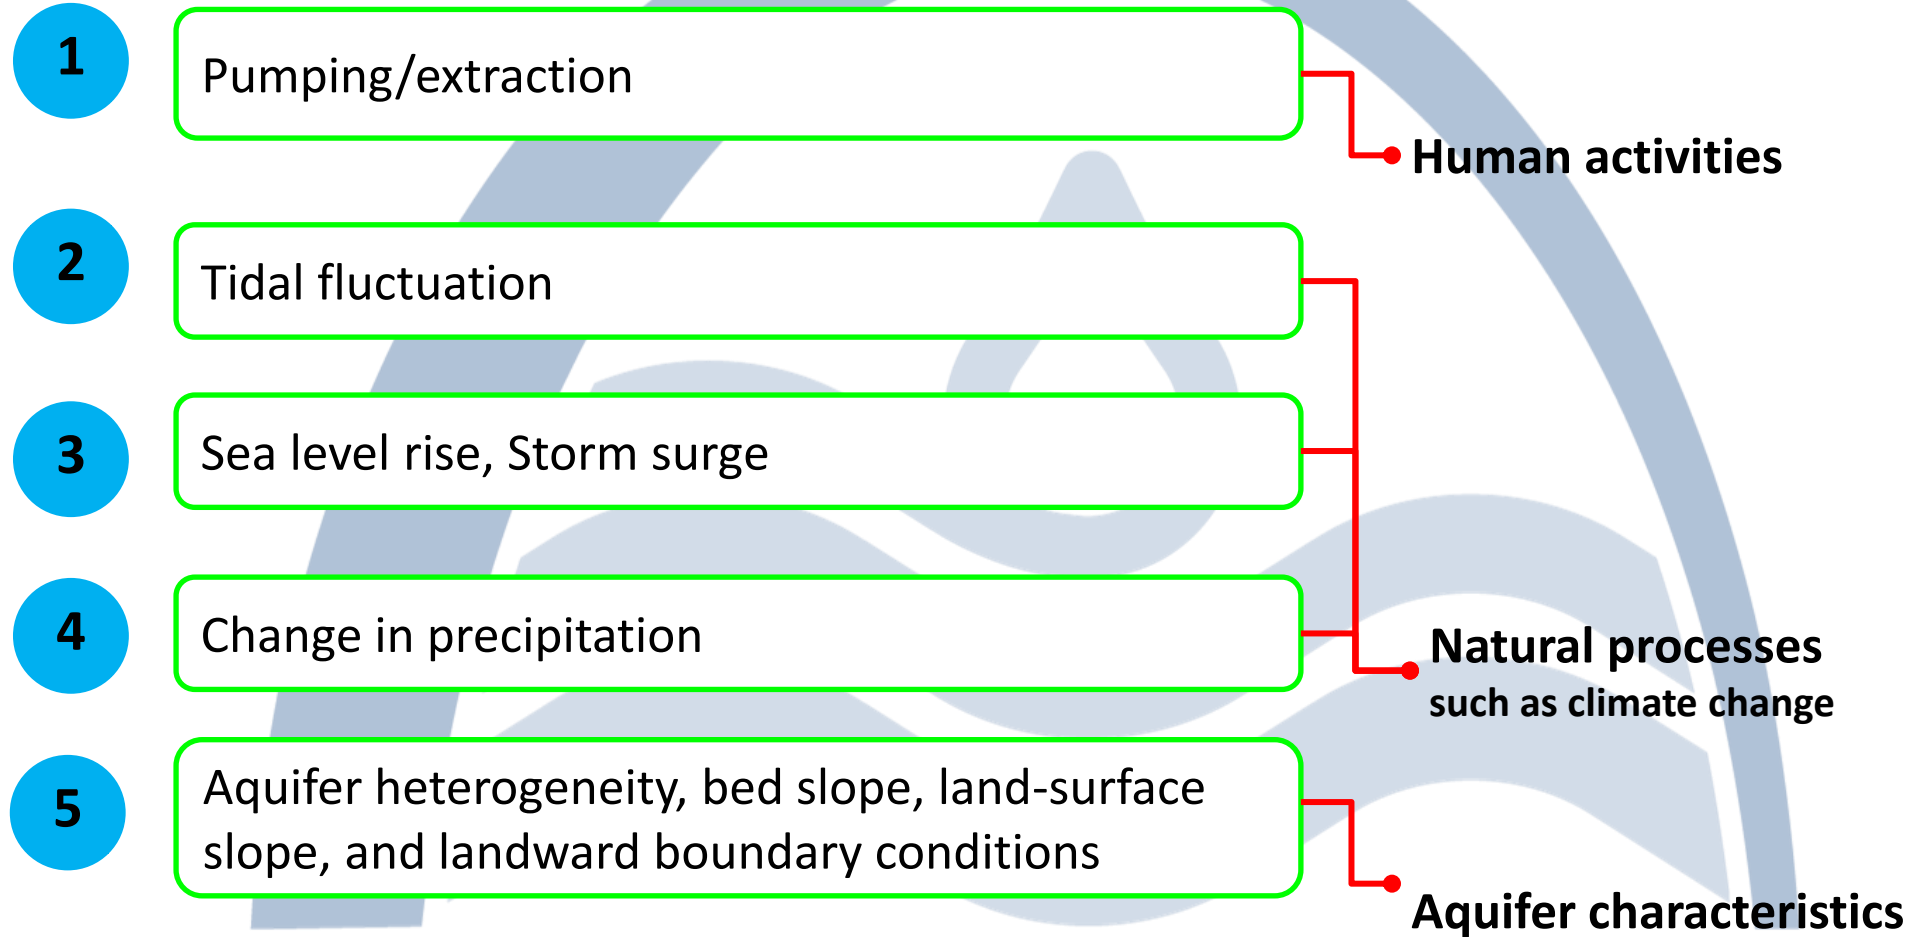 1
Pumping/extraction
Human activities
2
Tidal fluctuation
3
Sea level rise, Storm surge
4
Change in precipitation
Natural processes
such as climate change
5
Aquifer heterogeneity, bed slope, land-surface
slope, and landward boundary conditions
Aquifer characteristics